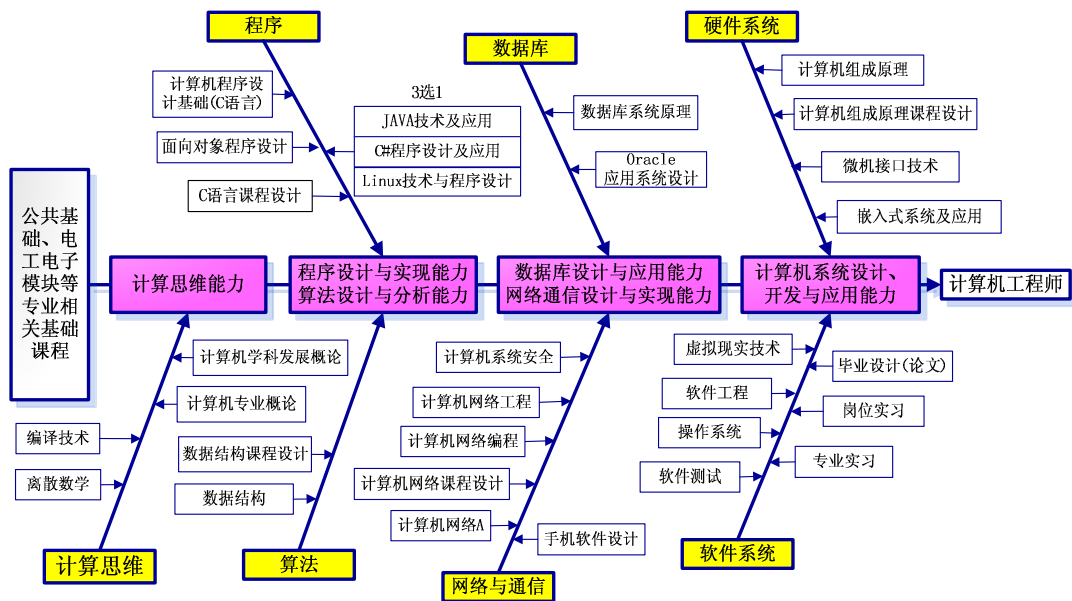 程序
数据库
硬件系统
计算机程序设
计基础(C语言)
面向对象程序设计
C语言课程设计
3选1
JAVA技术及应用
C#程序设计及应用
Linux技术与程序设计
数据库系统原理
Oracle
应用系统设计
计算机组成原理
计算机组成原理课程设计
微机接口技术
嵌入式系统及应用
公共基
础、电
工电子
模块等
专业相
关基础
课程
计算思维能力
程序设计与实现能力
算法设计与分析能力
数据库设计与应用能力
网络通信设计与实现能力
计算机系统设计、
开发与应用能力
计算机工程师
计算机学科发展概论
计算机专业概论
编译技术
离散数学
数据结构课程设计
数据结构
计算机系统安全
计算机网络工程
计算机网络编程
计算机网络课程设计
计算机网络A
手机软件设计
虚拟现实技术
毕业设计(论文)
软件工程
岗位实习
操作系统
专业实习
软件测试
计算思维
算法
网络与通信
软件系统